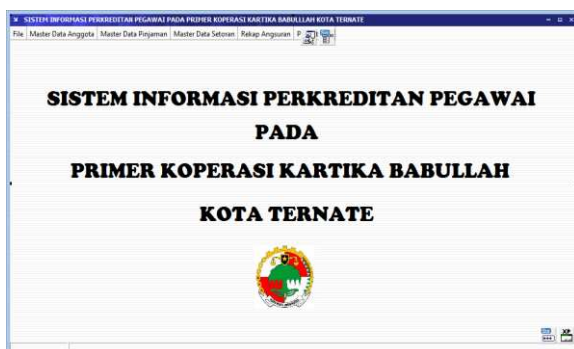 SISTEM INFORMASI PERKREDITAN PEGAWAI PADA PRIMER KOPERASI KARTIKA BABULLAH KOTA TERNATE
File Master Data Anggota Master Data Pinjaman Master Data Setoran Rekap Angsuran P
SISTEM INFORMASI PERKREDITAN PEGAWAI
PADA
PRIMER KOPERASI KARTIKA BABULLAH
KOTA TERNATE
XP